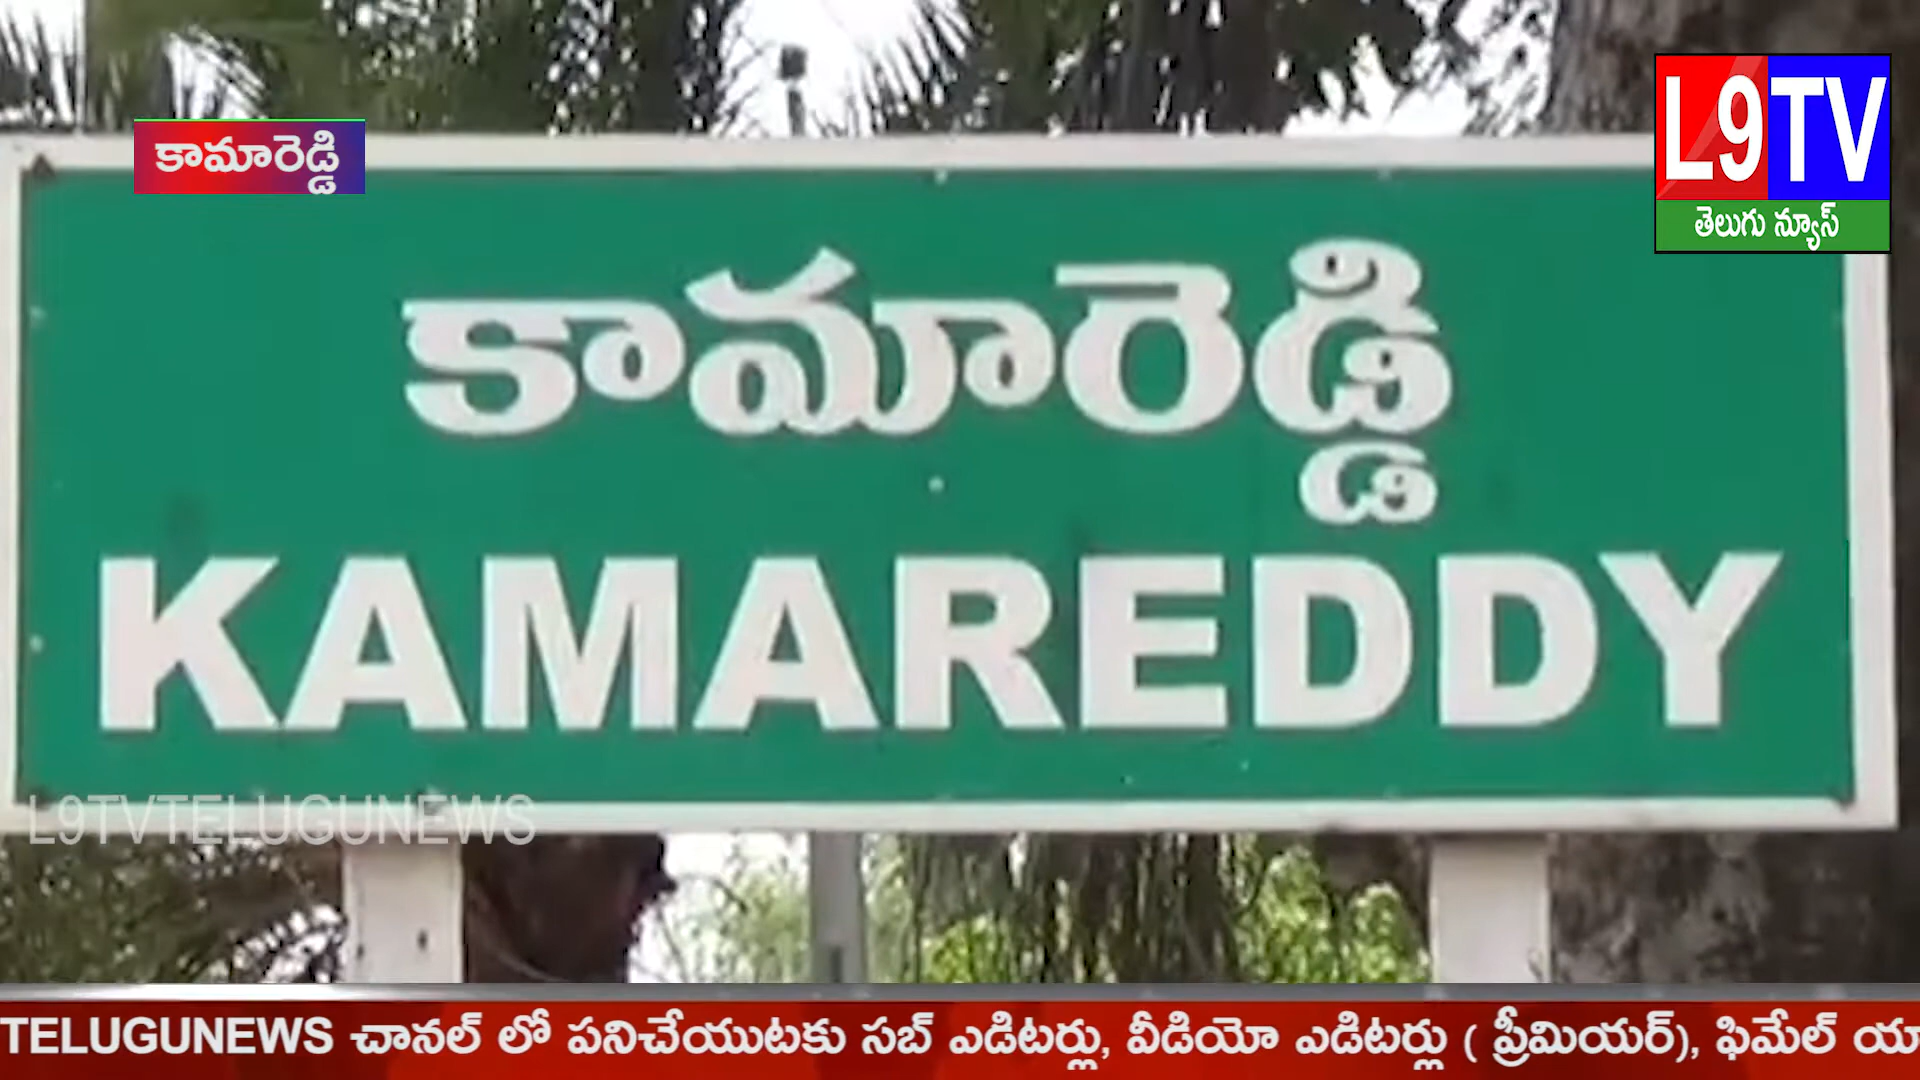 కామారెడ్డి
L9TV
తెలుగు న్యూస్
కామారెడ్డి
KAMAREDDY
L9TVTELUGUNEWS
TELUGUNEWS చానల్ లో పనిచేయుటకు సబ్ ఎడిటర్లు, వీడియో ఎడిటర్లు ( ప్రీమియర్), ఫిమేల్